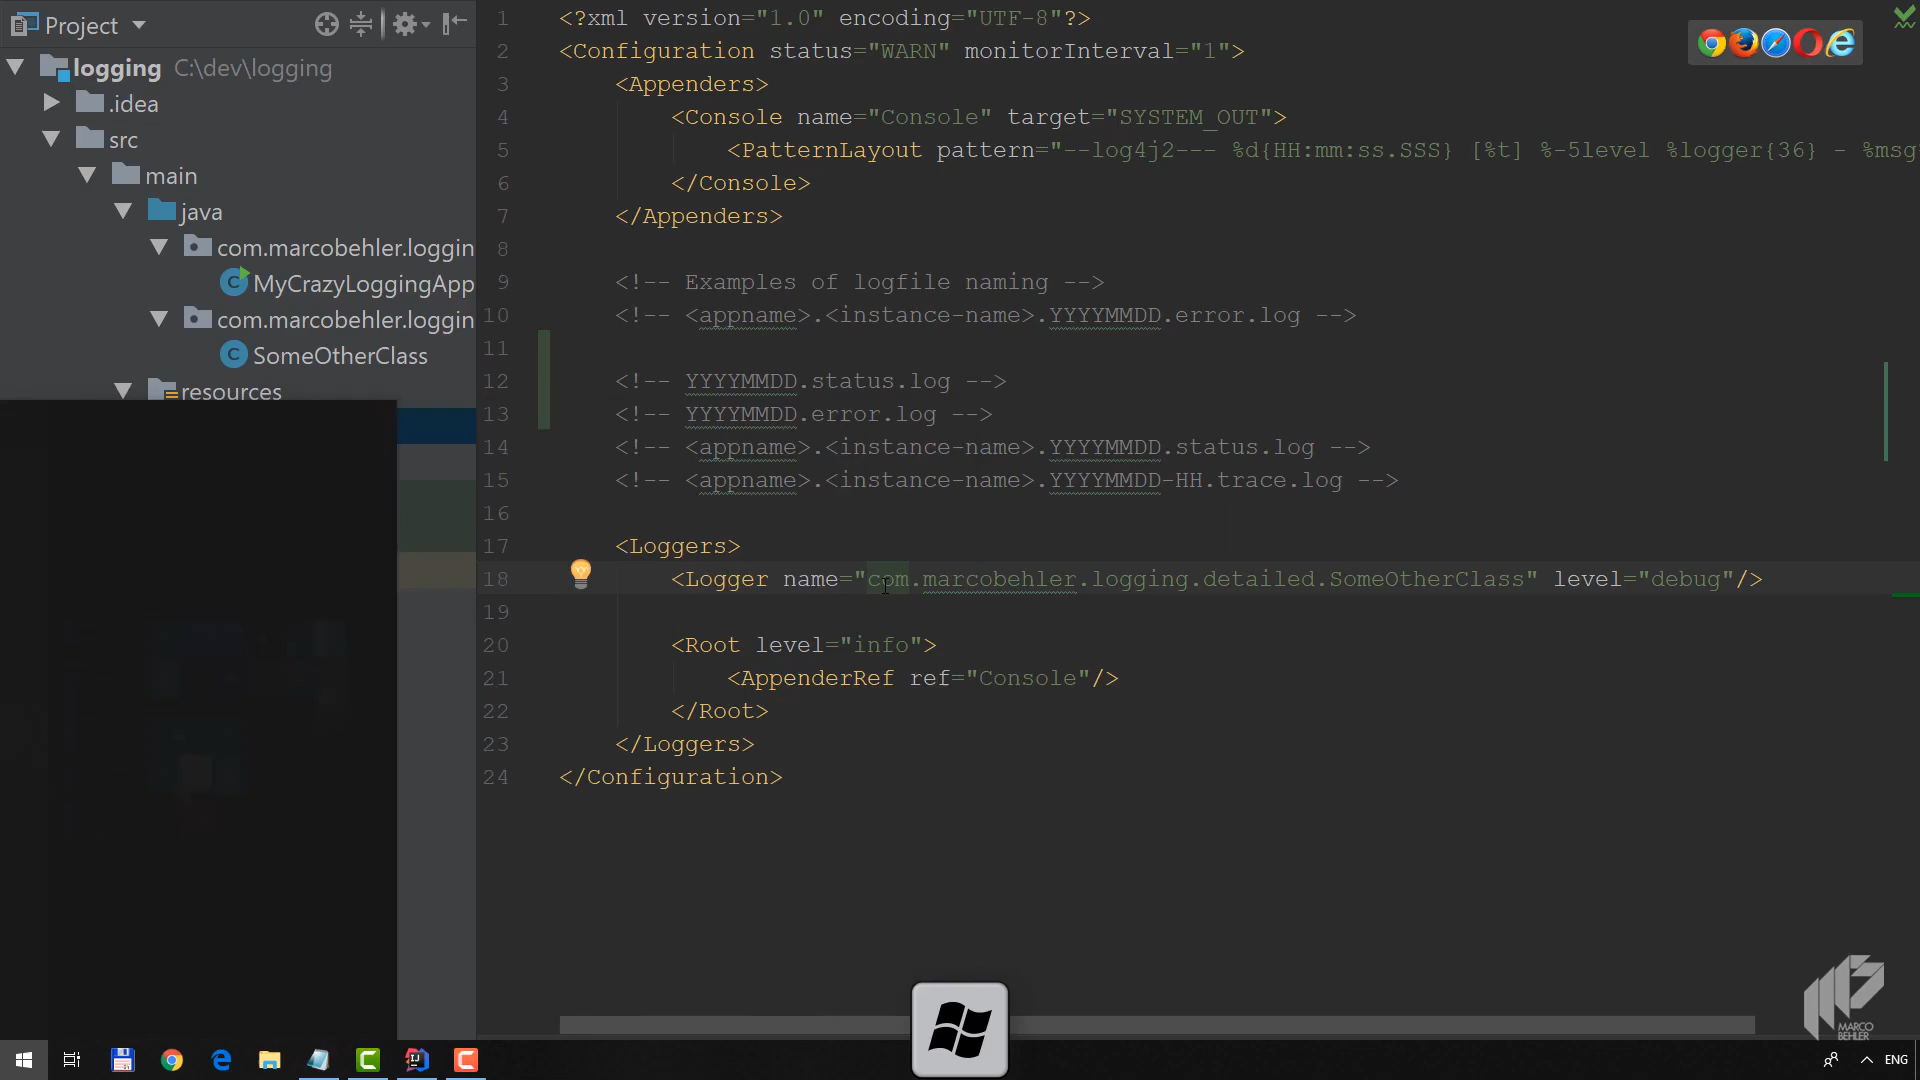 Project
logging C:\dev\logging
.idea
src
main
java
com.marcobehler.loggin
MyCrazyLoggingApp
com.marcobehler.loggin
SomeOtherClass
resources
1 <?xml version="1.0" encoding="UTF-8"?>
2 <Configuration status="WARN" monitorInterval="1">
3 <Appenders>
4 <Console name="Console" target="SYSTEM_OUT">
5 <PatternLayout pattern="--log4j2--- %d{HH:mm:ss.SSS} [%t] %-5level %logger{36} - %msg
6 </Console>
7 </Appenders>
8
9 <!-- Examples of logfile naming -->
10 <!-- <appname>.<instance-name>.YYYYMMDD.error.log -->
11
12 <!-- YYYYMMDD.status.log -->
13 <!-- YYYYMMDD.error.log -->
14 <!-- <appname>.<instance-name>.YYYYMMDD.status.log -->
15 <!-- <appname>.<instance-name>.YYYYMMDD-HH.trace.log -->
16
17 <Loggers>
18 <Logger name="com.marcobehler.logging.detailed.SomeOtherClass" level="debug"/>
19
20 <Root level="info">
21 <AppenderRef ref="Console"/>
22 </Root>
23 </Loggers>
24 </Configuration>
MARCO
BEHLER
ENG